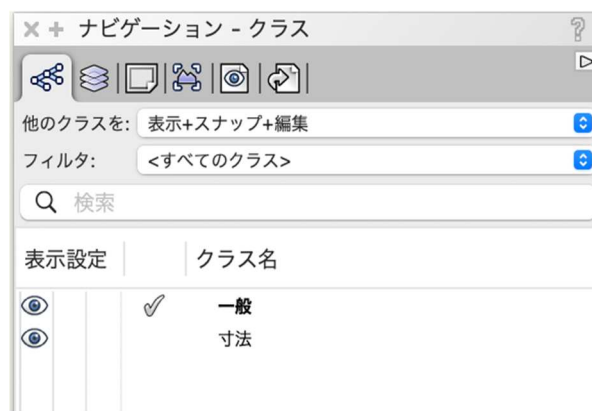 ナビゲーション - クラス
他のクラスを: 表示+スナップ+編集
フィルタ: <すべてのクラス>
検索
表示設定 クラス名
一般
寸法